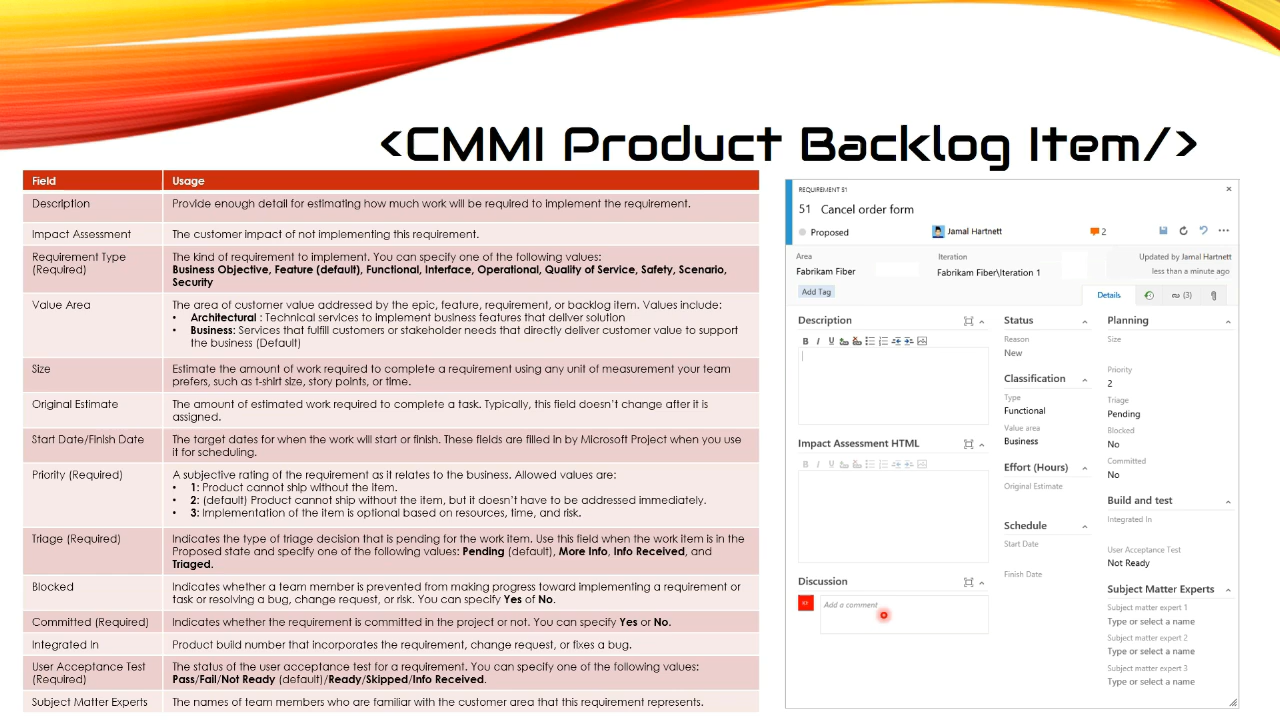 <CMMI Product Backlog Item/>
Field Usage
Description Provide enough detail for estimating how much work will be required to implement the requirement.
Impact Assessment The customer impact of not implementing this requirement.
Requirement Type (Required) The kind of requirement to implement. You can specify one of the following values:
Business Objective, Feature (default), Functional, Interface, Operational, Quality of Service, Safety, Scenario,
Security
Value Area The area of customer value addressed by the epic, feature, requirement, or backlog item. Values include:
• Architectural : Technical services to implement business features that deliver solution
• Business: Services that fulfill customers or stakeholder needs that directly deliver customer value to support
the business (Default)
Size Estimate the amount of work required to complete a requirement using any unit of measurement your team
prefers, such as t-shirt size, story points, or time.
Original Estimate The amount of estimated work required to complete a task. Typically, this field doesn't change after it is
assigned.
Start Date/Finish Date The target dates for when the work will start or finish. These fields are filled in by Microsoft Project when you use
it for scheduling.
Priority (Required) A subjective rating of the requirement as it relates to the business. Allowed values are:
• 1: Product cannot ship without the item.
• 2: (default) Product cannot ship without the item, but it doesn't have to be addressed immediately.
• 3: Implementation of the item is optional based on resources, time, and risk.
Triage (Required) Indicates the type of triage decision that is pending for the work item. Use this field when the work item is in the
Proposed state and specify one of the following values: Pending (default), More Info, Info Received, and
Triaged.
Blocked Indicates whether a team member is prevented from making progress toward implementing a requirement or
task or resolving a bug, change request, or risk. You can specify Yes of No.
Committed (Required) Indicates whether the requirement is committed in the project or not. You can specify Yes or No.
Integrated In Product build number that incorporates the requirement, change request, or fixes a bug.
User Acceptance Test (Required) The status of the user acceptance test for a requirement. You can specify one of the following values:
Pass/Fail/Not Ready (default)/Ready/Skipped/Info Received.
Subject Matter Experts The names of team members who are familiar with the customer area that this requirement represents.
REQUIREMENT 51
51 Cancel order form
Proposed Jamal Hartnett 2
Area Iteration Updated by Jamal Hartnett
Fabrikam Fiber Fabrikam Fiber\Iteration 1 less than a minute ago
Add Tag Details (3)
Description
B I U
Impact Assessment HTML
B I U
Discussion
Add a comment
Status
Reason
New
Classification
Type
Functional
Value area
Business
Effort (Hours)
Original Estimate
Schedule
Start Date
Finish Date
Planning
Size
Priority
2
Triage
Pending
Blocked
No
Committed
No
Build and test
Integrated In
User Acceptance Test
Not Ready
Subject Matter Experts
Subject matter expert 1
Type or select a name
Subject matter expert 2
Type or select a name
Subject matter expert 3
Type or select a name